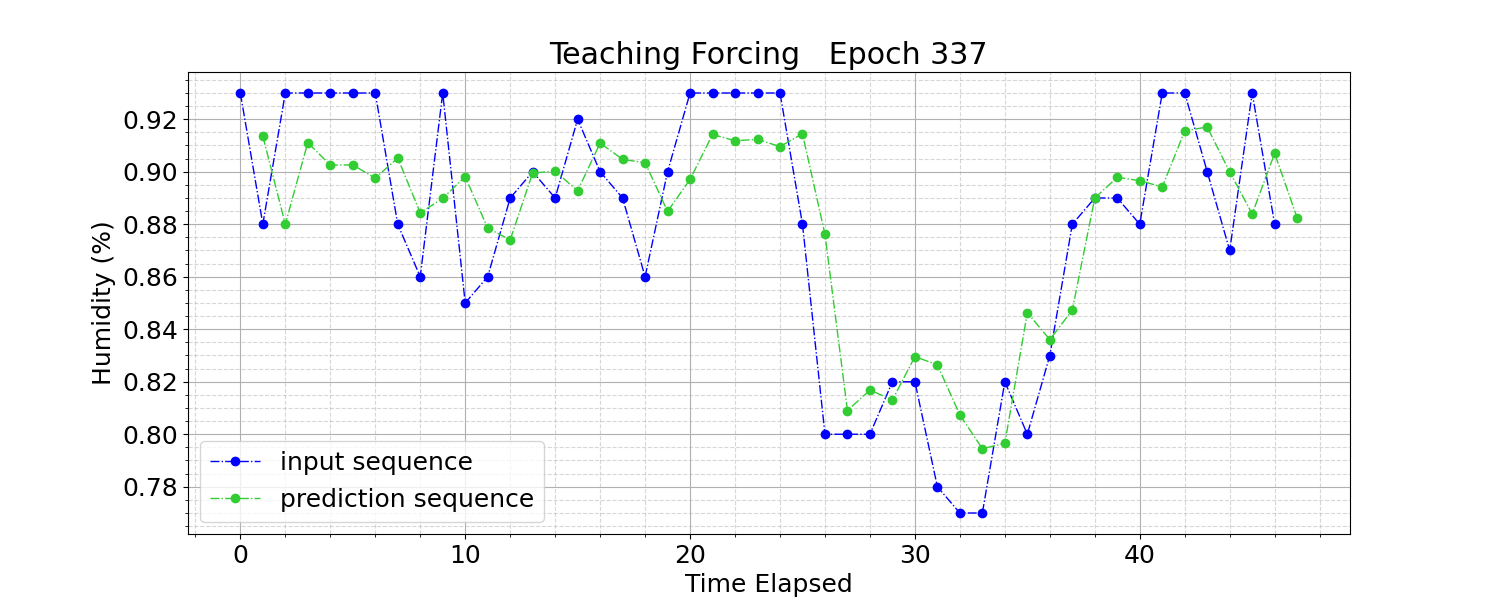 Teaching Forcing   Epoch 337
Humidity (%)
0.92
0.90
0.88
0.86
0.84
0.82
0.80
0.78
input sequence
prediction sequence
0 10 20 30 40
Time Elapsed